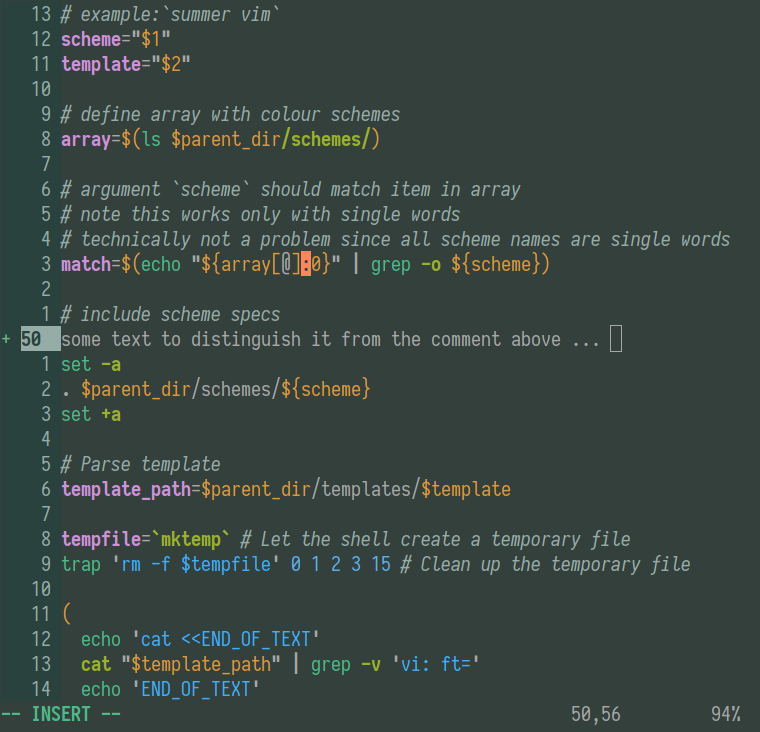 13 # example:`summer vim`
12 scheme="$1"
11 template="$2"
10
9 # define array with colour schemes
8 array=$(ls $parent_dir/schemes/)
7
6 # argument `scheme` should match item in array
5 # note this works only with single words
4 # technically not a problem since all scheme names are single words
3 match=$(echo "${array[@]:0}" | grep -o ${scheme})
2
1 # include scheme specs
+ 50 some text to distinguish it from the comment above ...
1 set -a
2 . $parent_dir/schemes/${scheme}
3 set +a
4
5 # Parse template
6 template_path=$parent_dir/templates/$template
7
8 tempfile=`mktemp` # Let the shell create a temporary file
9 trap 'rm -f $tempfile' 0 1 2 3 15 # Clean up the temporary file
10
11 (
12 echo 'cat <<END_OF_TEXT'
13 cat "$template_path" | grep -v 'vi: ft='
14 echo 'END_OF_TEXT'
-- INSERT -- 50,56 94%